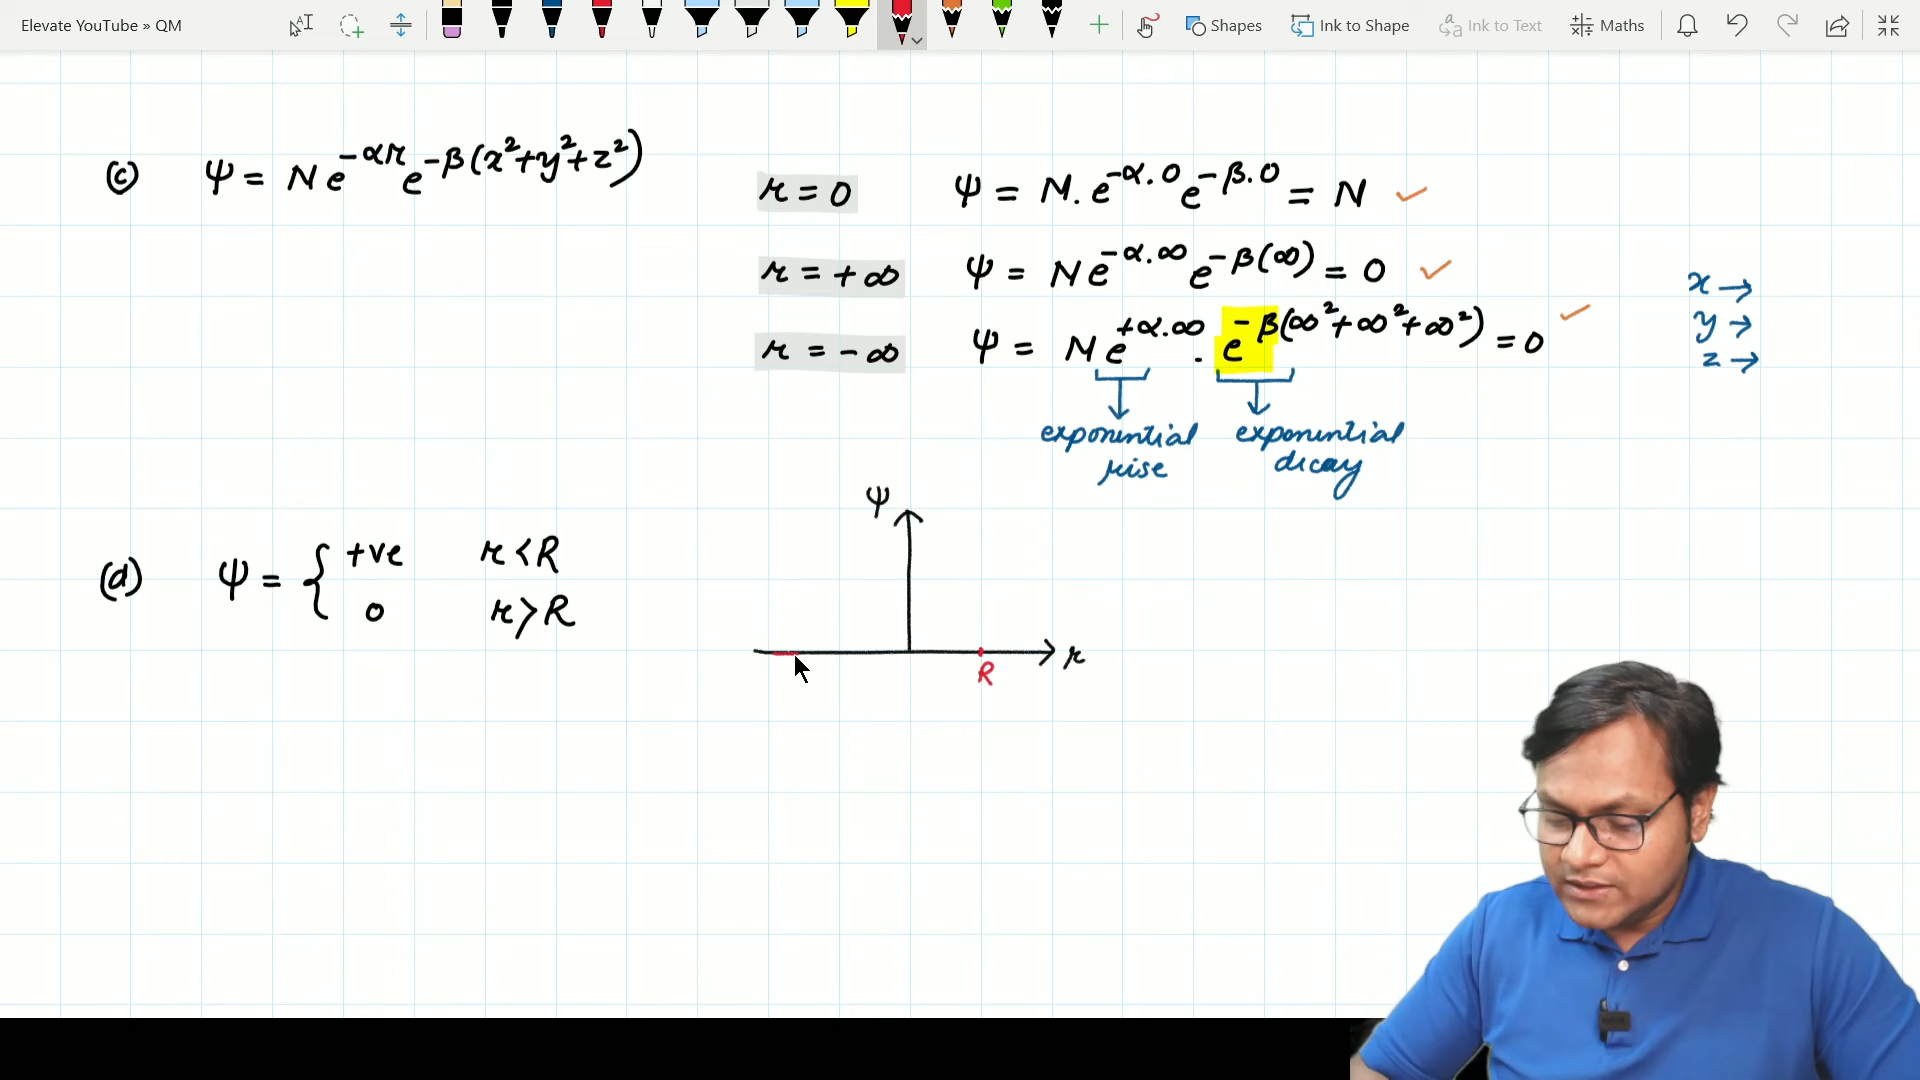 Elevate YouTube » QM
Shapes
Ink to Shape
Ink to Text
Maths
(c) ψ = N e^{-αr} e^{-β(x²+y²+z²)}
r = 0 ψ = N. e^{-α.0} e^{-β.0} = N ✓
r = +∞ ψ = N e^{-α.∞} e^{-β(∞)} = 0 ✓
r = -∞ ψ = N e^{+α.∞} . e^{-β(∞²+∞²+∞²)} = 0 ✓
x →
y →
z →
exponential rise
exponential decay
(d) ψ = { +ve r < R
0 r > R
ψ
r
R